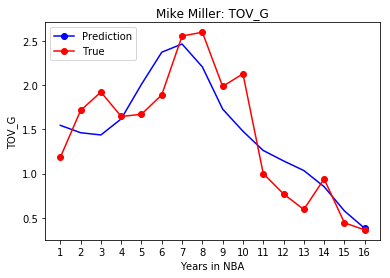 Mike Miller: TOV_G
Prediction
True
TOV_G
2.5
2.0
1.5
1.0
0.5
1 2 3 4 5 6 7 8 9 10 11 12 13 14 15 16
Years in NBA